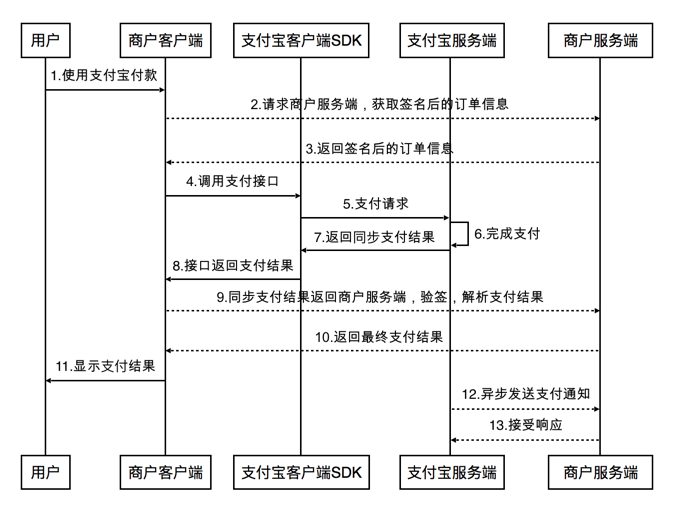 用户
商户客户端
支付宝客户端SDK
支付宝服务端
商户服务端
1.使用支付宝付款
2.请求商户服务端，获取签名后的订单信息
3.返回签名后的订单信息
4.调用支付接口
5.支付请求
6.完成支付
7.返回同步支付结果
8.接口返回支付结果
9.同步支付结果返回商户服务端，验签，解析支付结果
10.返回最终支付结果
11.显示支付结果
12.异步发送支付通知
13.接受响应
用户
商户客户端
支付宝客户端SDK
支付宝服务端
商户服务端